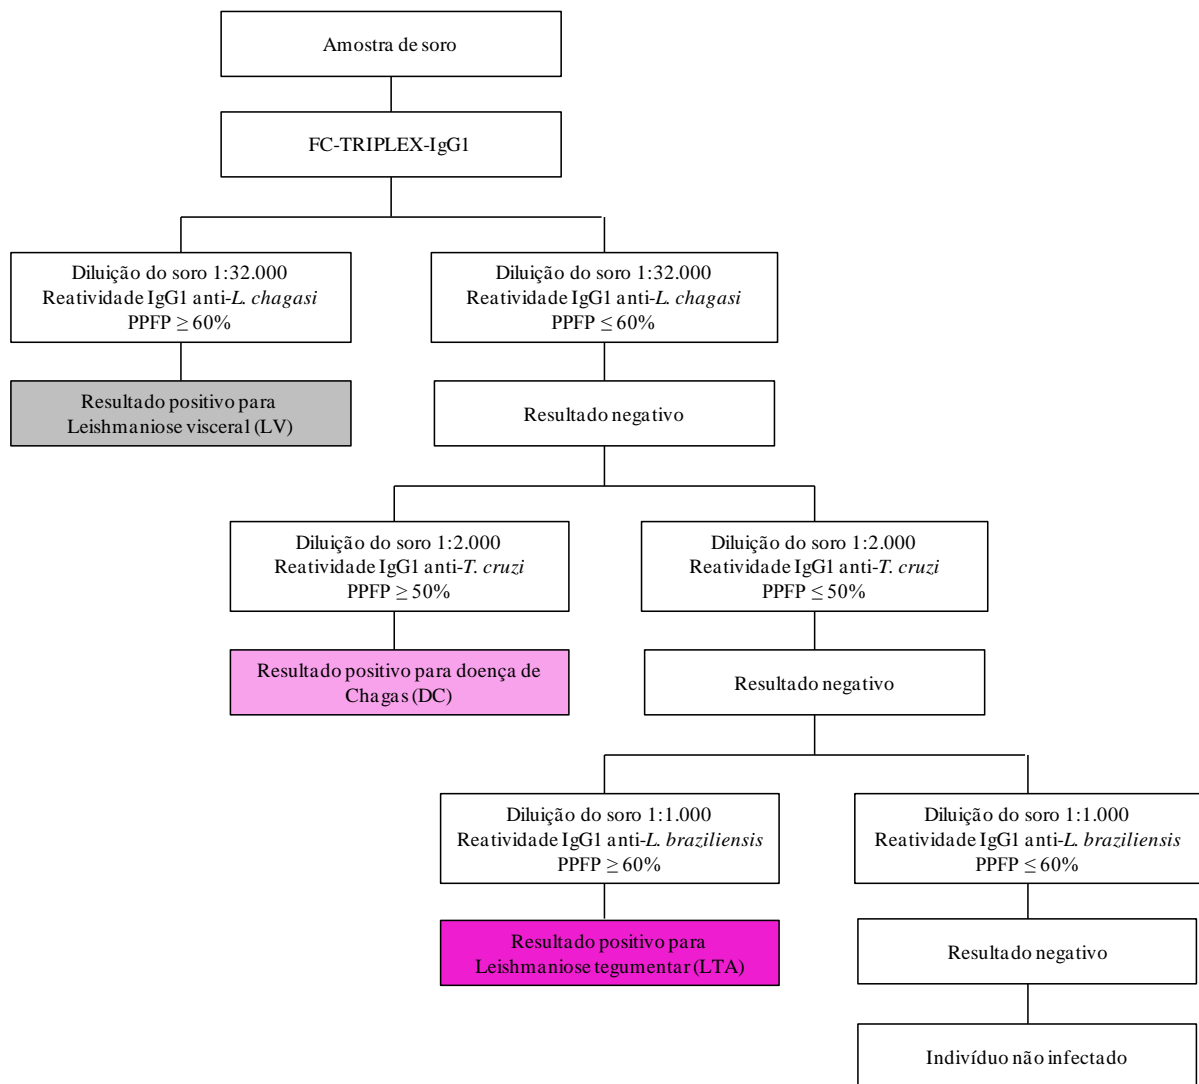 Amostra de soro
FC-TRIPLEX-IgG1
Diluição do soro 1:32.000
Reatividade IgG1 anti-L. chagasi
PPFP ≥ 60%
Diluição do soro 1:32.000
Reatividade IgG1 anti-L. chagasi
PPFP ≤ 60%
Resultado positivo para
Leishmaniose visceral (LV)
Resultado negativo
Diluição do soro 1:2.000
Reatividade IgG1 anti-T. cruzi
PPFP ≥ 50%
Diluição do soro 1:2.000
Reatividade IgG1 anti-T. cruzi
PPFP ≤ 50%
Resultado positivo para doença de
Chagas (DC)
Resultado negativo
Diluição do soro 1:1.000
Reatividade IgG1 anti-L. braziliensis
PPFP ≥ 60%
Diluição do soro 1:1.000
Reatividade IgG1 anti-L. braziliensis
PPFP ≤ 60%
Resultado positivo para
Leishmaniose tegumentar (LTA)
Resultado negativo
Indivíduo não infectado